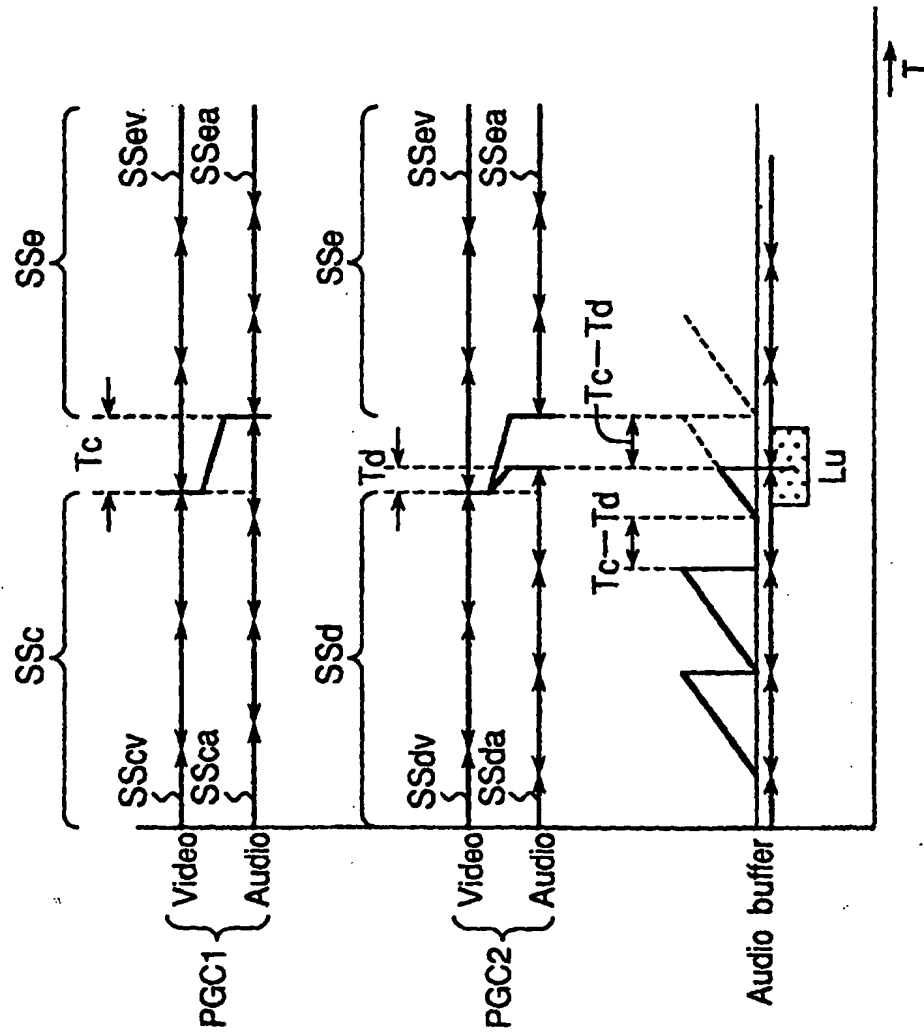 SSc
SSe
Tc
PGC1
Video
SScv
SSev
Audio
SSca
SSea
SSd
SSe
Td
PGC2
Video
SSdv
SSev
Audio
SSda
SSea
Tc—Td
Tc—Td
Audio buffer
Lu
T